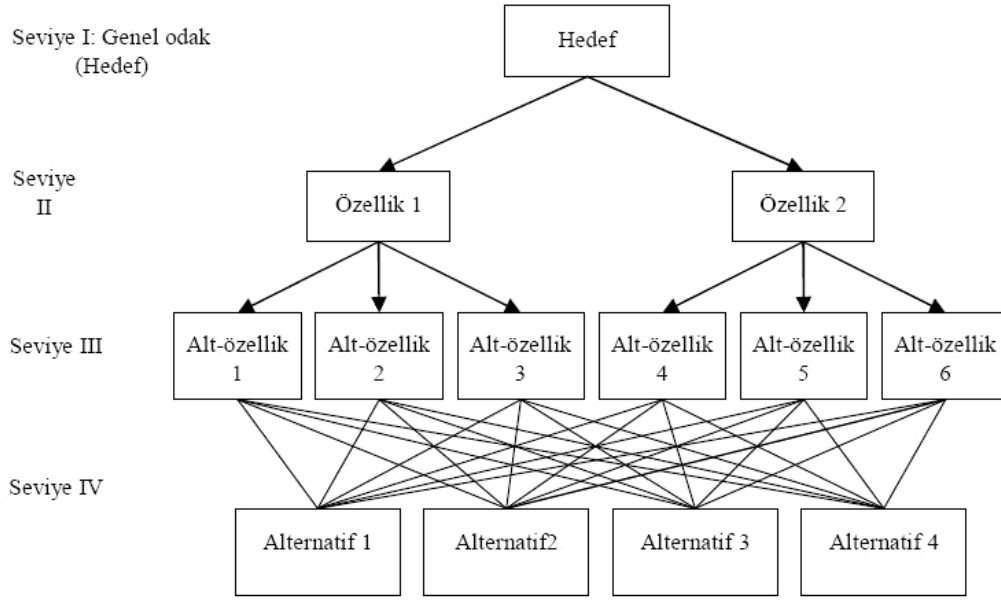 Seviye I: Genel odak
(Hedef)
Hedef
Seviye
II
Özellik 1
Özellik 2
Seviye III
Alt-özellik
1
Alt-özellik
2
Alt-özellik
3
Alt-özellik
4
Alt-özellik
5
Alt-özellik
6
Seviye IV
Alternatif 1
Alternatif2
Alternatif 3
Alternatif 4